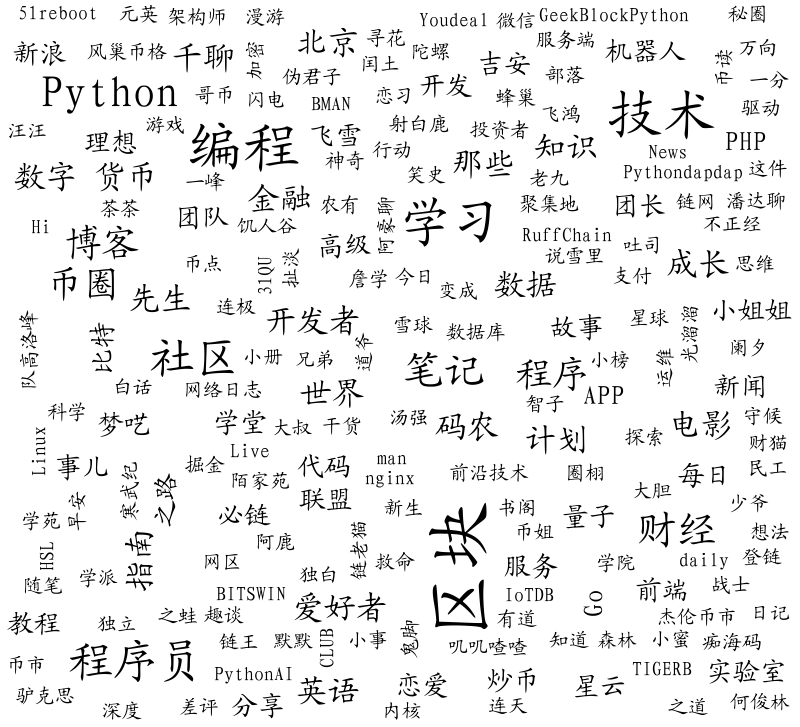 51reboot 元英 架构师 漫游 Youdeal 微信 GeekBlockPython 秘圈
新浪 风巢币格 千聊 加密 北京 寻花 陀螺 服务端 机器人 币读 万向
伪君子 闰土 开发 吉安 部落 一分
Python 哥币 闪电 BMAN 恋习 蜂巢 飞鸿 技术 驱动
汪汪 理想 游戏 编程 飞雪 射白鹿 投资者 知识 PHP
神奇 行动 那些 News
数字 货币 一峰 笑史 老九 Pythondapdap 这件
茶茶 金融 农有 阿豪聊 学习 聚集地 团长 链网 潘达聊
Hi 团队 饥人谷 不正经
博客 高级 RuffChain 吐司
币点 31QU 扯淡 说雪里 成长 思维
币圈 先生 詹学 今日 变成 数据 支付
连极 开发者 雪球 数据库 故事 星球 光溜溜 小姐姐
队高洛峰 比特 社区 小册 兄弟 道爷 笔记 程序 小榜 运维 阑夕
白话 网络日志 世界 智子 APP 新闻
科学 梦呓 学堂 大叔 干货 汤强 码农 计划 探索 电影 守候
Linux Live 财猫
事儿 掘金 陌家苑 代码 man 前沿技术 圈栩 每日 民工
nginx
学苑 早安 寒武纪 之路 必链 联盟 新生 区块 书阁 量子 大胆 少爷
阿鹿 币姐 财经 想法
HSL 指南 网区 链老猫 救命 服务 学院 daily 登链
随笔 学派 独白
BITSWIN 爱好者 IoTDB Go 前端 战士
教程 独立 之蛙 趣谈 有道 杰伦币市 日记
链王 默默 CLUB 小事 鬼脚 叽叽喳喳 知道 森林 小蜜 痴海码
币市 程序员 PythonAI TIGERB 实验室
驴克思 英语 恋爱 炒币 星云
深度 差评 分享 内核 连天 之道 何俊林